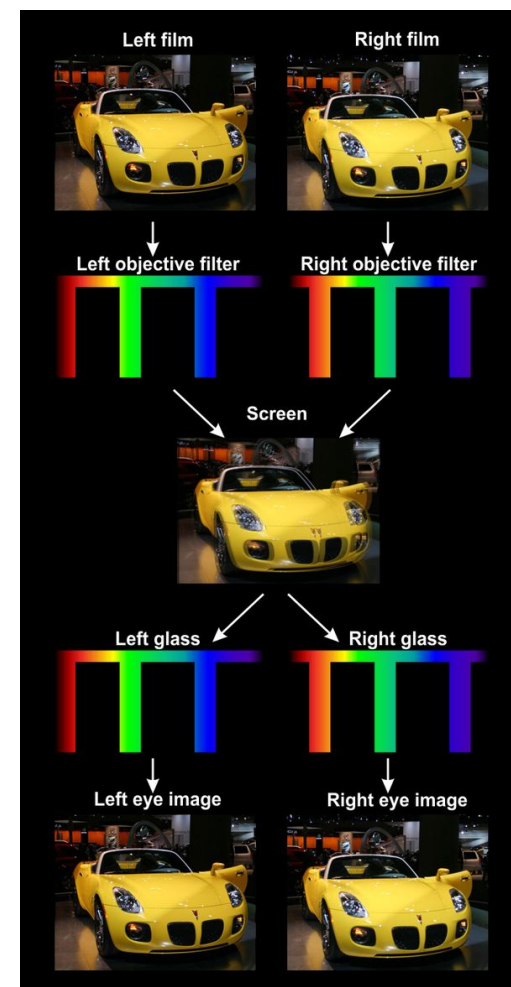 Left film
Right film
Left objective filter
Right objective filter
Screen
Left glass
Right glass
Left eye image
Right eye image